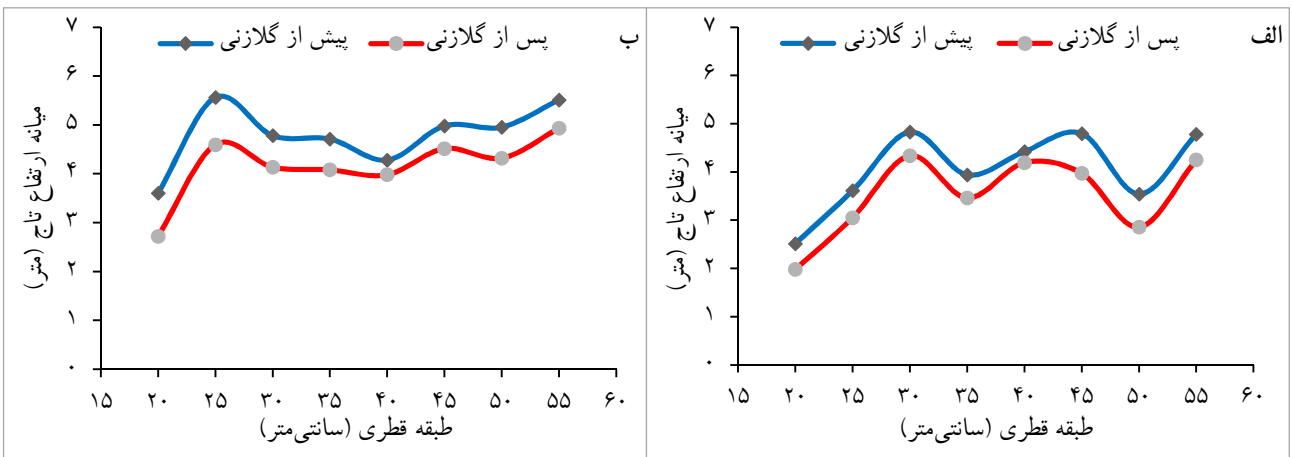 الف
پیش از گلازنی
پس از گلازنی
میانه ارتفاع تاج (متر)
۷
۶
۵
۴
۳
۲
۱
۰
۱۵ ۲۰ ۲۵ ۳۰ ۳۵ ۴۰ ۴۵ ۵۰ ۵۵ ۶۰
طبقه قطری (سانتی‌متر)
ب
پیش از گلازنی
پس از گلازنی
میانه ارتفاع تاج (متر)
۷
۶
۵
۴
۳
۲
۱
۰
۱۵ ۲۰ ۲۵ ۳۰ ۳۵ ۴۰ ۴۵ ۵۰ ۵۵ ۶۰
طبقه قطری (سانتی‌متر)